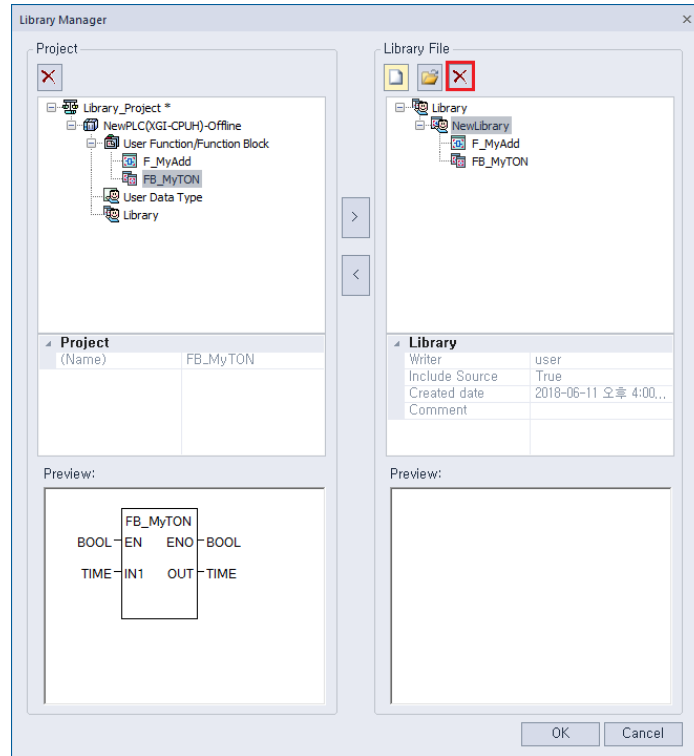 Library Manager
Project
Library_Project *
NewPLC(XGI-CPUH)-Offline
User Function/Function Block
F_MyAdd
FB_MyTON
User Data Type
Library
Project
(Name) FB_MyTON
Preview:
FB_MyTON
BOOL EN ENO BOOL
TIME IN1 OUT TIME
>
<
Library File
Library
NewLibrary
F_MyAdd
FB_MyTON
Library
Writer user
Include Source True
Created date 2018-06-11 오후 4:00,,,
Comment
Preview:
OK Cancel